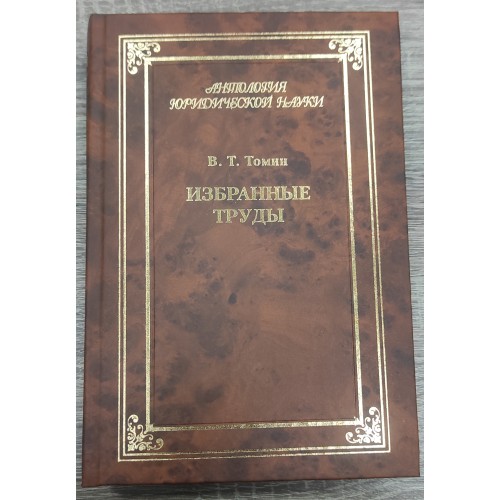 АНТОЛОГИЯ
ЮРИДИЧЕСКОЙ НАУКИ
В. Т. Томин
ИЗБРАННЫЕ
ТРУДЫ